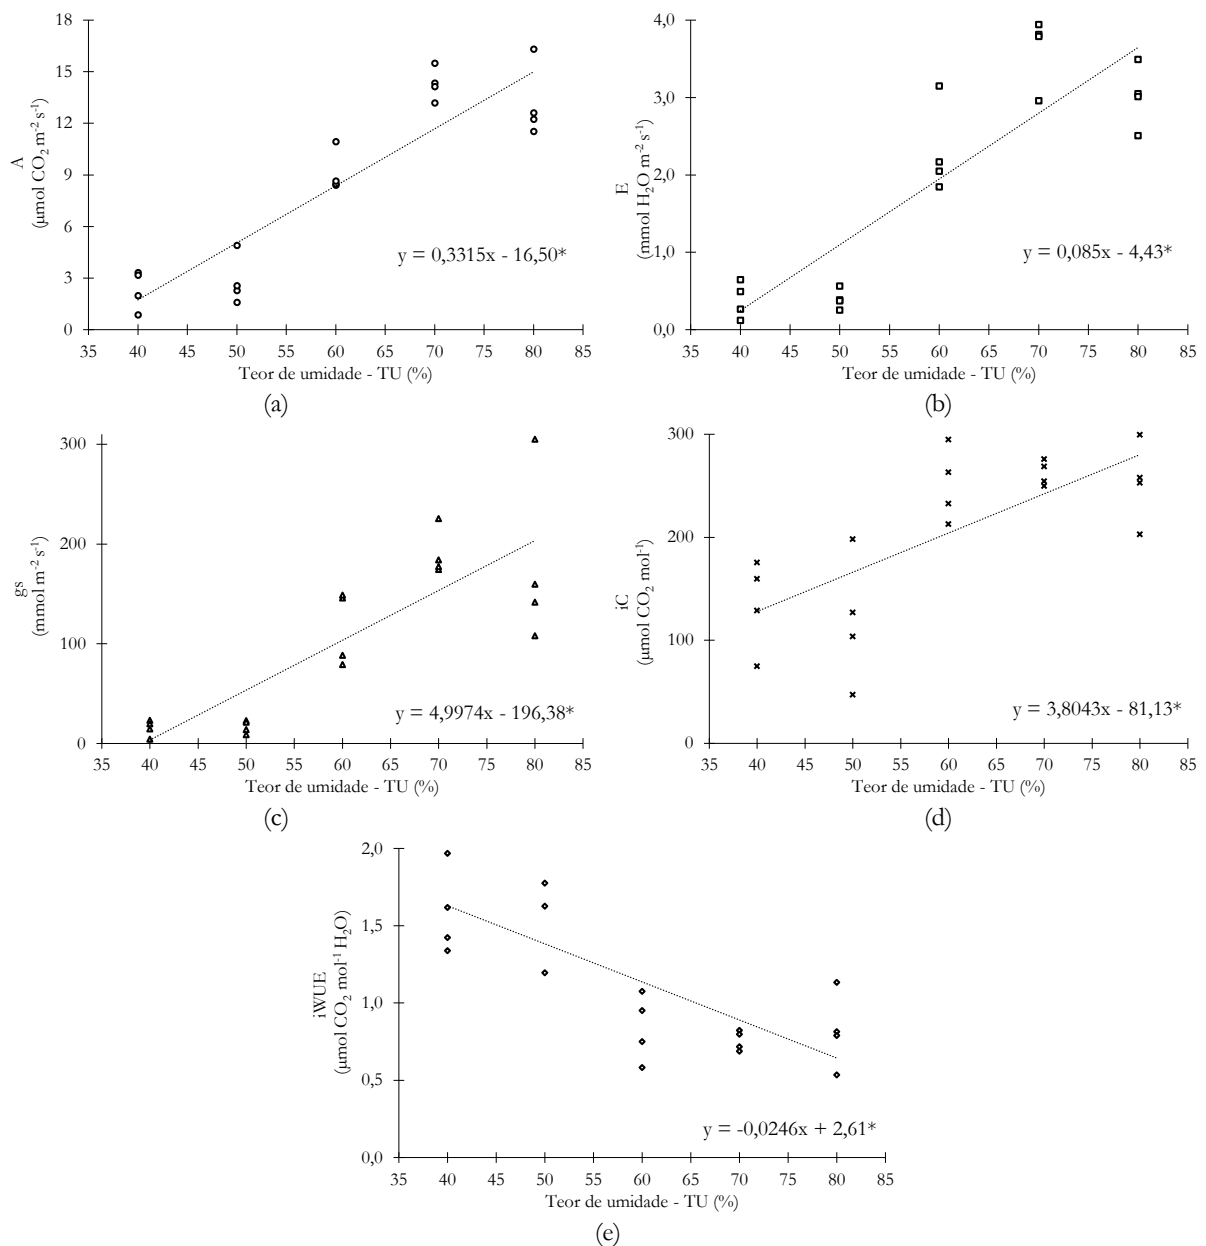 18
15
12
9
6
3
0
A
(µmol CO₂ m⁻² s⁻¹)
y = 0,3315x - 16,50*
35 40 45 50 55 60 65 70 75 80 85
Teor de umidade - TU (%)
(a)
4,0
3,0
2,0
1,0
0,0
E
(mmol H₂O m⁻² s⁻¹)
y = 0,085x - 4,43*
35 40 45 50 55 60 65 70 75 80 85
Teor de umidade - TU (%)
(b)
300
200
100
0
gs
(mmol m⁻² s⁻¹)
y = 4,9974x - 196,38*
35 40 45 50 55 60 65 70 75 80 85
Teor de umidade - TU (%)
(c)
300
200
100
0
iC
(µmol CO₂ mol⁻¹)
y = 3,8043x - 81,13*
35 40 45 50 55 60 65 70 75 80 85
Teor de umidade - TU (%)
(d)
2,0
1,5
1,0
0,5
0,0
iWUE
(µmol CO₂ mol⁻¹ H₂O)
y = -0,0246x + 2,61*
35 40 45 50 55 60 65 70 75 80 85
Teor de umidade - TU (%)
(e)